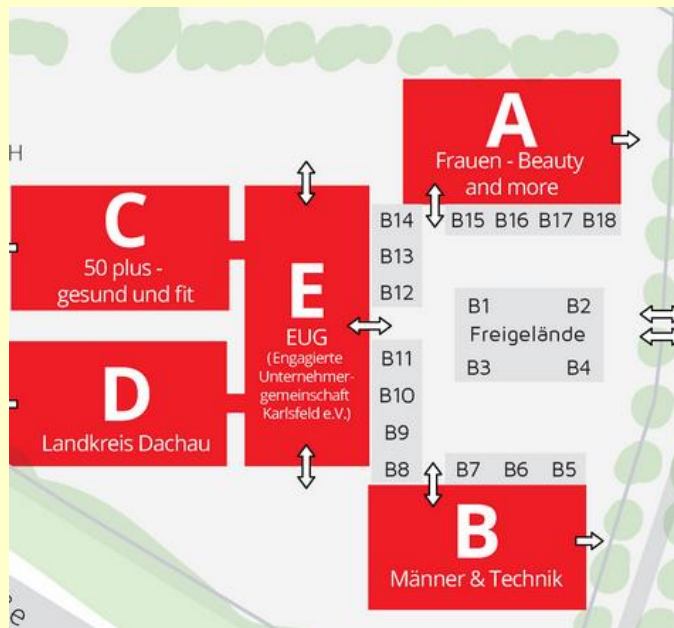 A
Frauen - Beauty
and more
H
C
50 plus -
gesund und fit
E
EUG
(Engagierte
Unternehmer-
gemeinschaft
Karlsfeld e.V.)
D
Landkreis Dachau
B14
B13
B12
B15 B16 B17 B18
B1 B2
Freigelände
B3 B4
B11
B10
B9
B8
B7 B6 B5
B
Männer & Technik